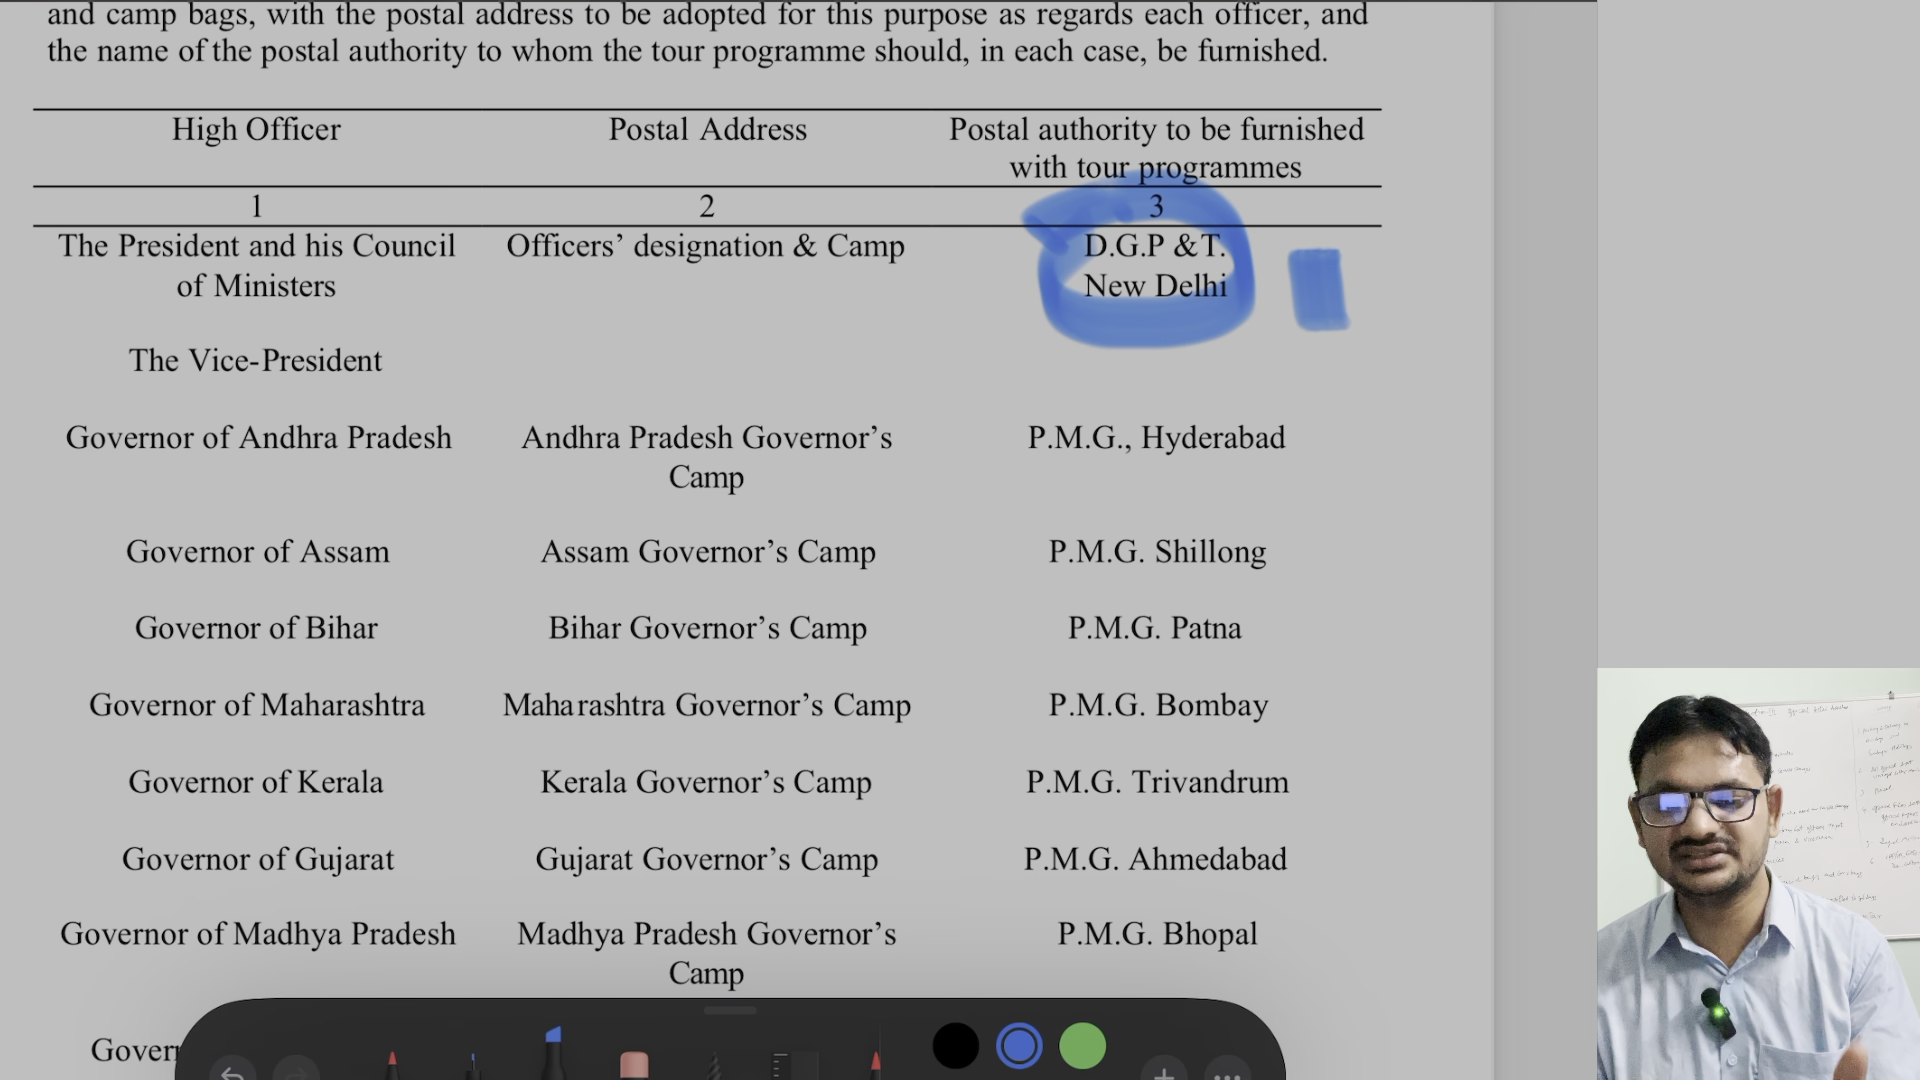 and camp bags, with the postal address to be adopted for this purpose as regards each officer, and
the name of the postal authority to whom the tour programme should, in each case, be furnished.
High Officer Postal Address Postal authority to be furnished
with tour programmes
1 2 3
The President and his Council Officers’ designation & Camp D.G.P &T.
of Ministers New Delhi
The Vice-President
Governor of Andhra Pradesh Andhra Pradesh Governor’s P.M.G., Hyderabad
Camp
Governor of Assam Assam Governor’s Camp P.M.G. Shillong
Governor of Bihar Bihar Governor’s Camp P.M.G. Patna
Governor of Maharashtra Maharashtra Governor’s Camp P.M.G. Bombay
Governor of Kerala Kerala Governor’s Camp P.M.G. Trivandrum
Governor of Gujarat Gujarat Governor’s Camp P.M.G. Ahmedabad
Governor of Madhya Pradesh Madhya Pradesh Governor’s P.M.G. Bhopal
Camp